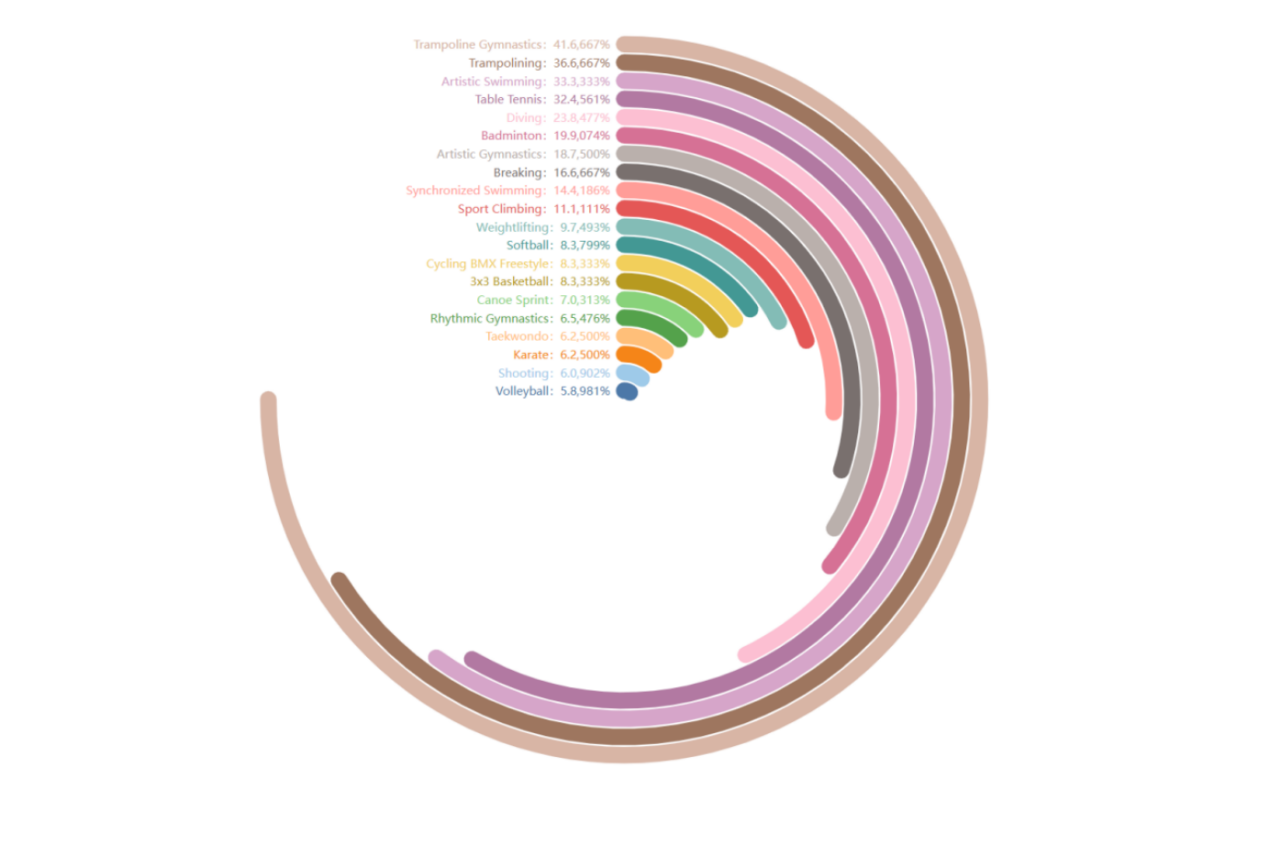 Trampoline Gymnastics: 41.6,667%
Trampolining: 36.6,667%
Artistic Swimming: 33.3,333%
Table Tennis: 32.4,561%
Diving: 23.8,477%
Badminton: 19.9,074%
Artistic Gymnastics: 18.7,500%
Breaking: 16.6,667%
Synchronized Swimming: 14.4,186%
Sport Climbing: 11.1,111%
Weightlifting: 9.7,493%
Softball: 8.3,799%
Cycling BMX Freestyle: 8.3,333%
3x3 Basketball: 8.3,333%
Canoe Sprint: 7.0,313%
Rhythmic Gymnastics: 6.5,476%
Taekwondo: 6.2,500%
Karate: 6.2,500%
Shooting: 6.0,902%
Volleyball: 5.8,981%